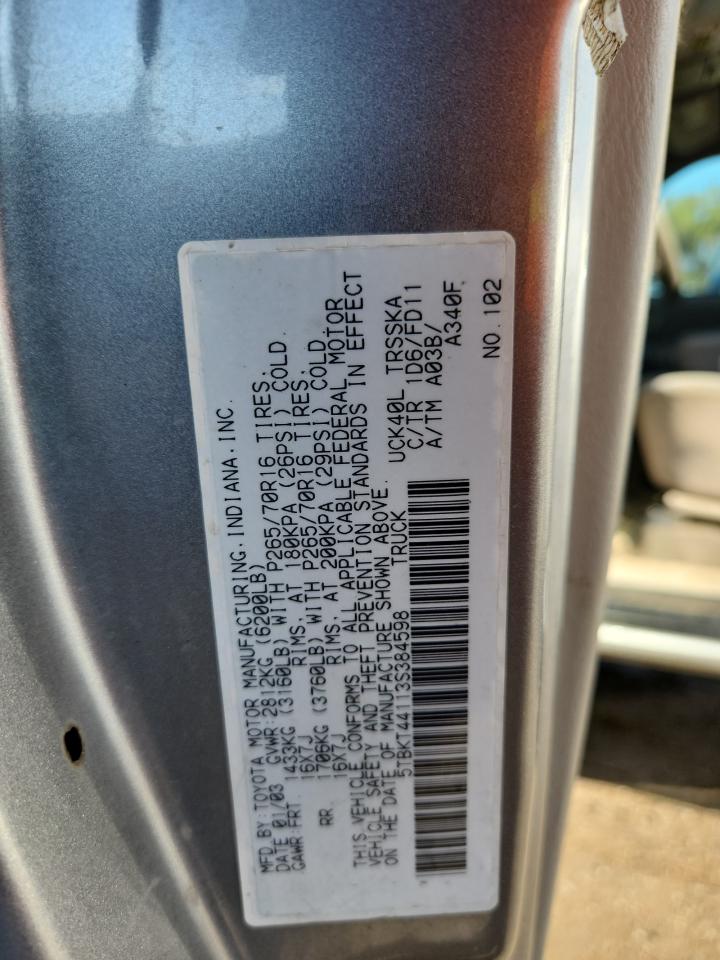 MFD BY: TOYOTA MOTOR MANUFACTURING, INDIANA, INC.
DATE 01/03 GVWR: 2812KG (6200LB)
GAWR: FRT. 1433KG (3160LB) WITH P265/70R16 TIRES,
16X7J RIMS, AT 180KPA (26PSI) COLD.
RR. 1706KG (3760LB) WITH P265/70R16 TIRES,
16X7J RIMS, AT 200KPA (29PSI) COLD.
THIS VEHICLE CONFORMS TO ALL APPLICABLE FEDERAL MOTOR
VEHICLE SAFETY AND THEFT PREVENTION STANDARDS IN EFFECT
ON THE DATE OF MANUFACTURE SHOWN ABOVE.
5TBKT44113S384598 TRUCK UCK40L TRSSKA
C/TR 1D6/FD11
A/TM A03B/
A340F.
NO. 102